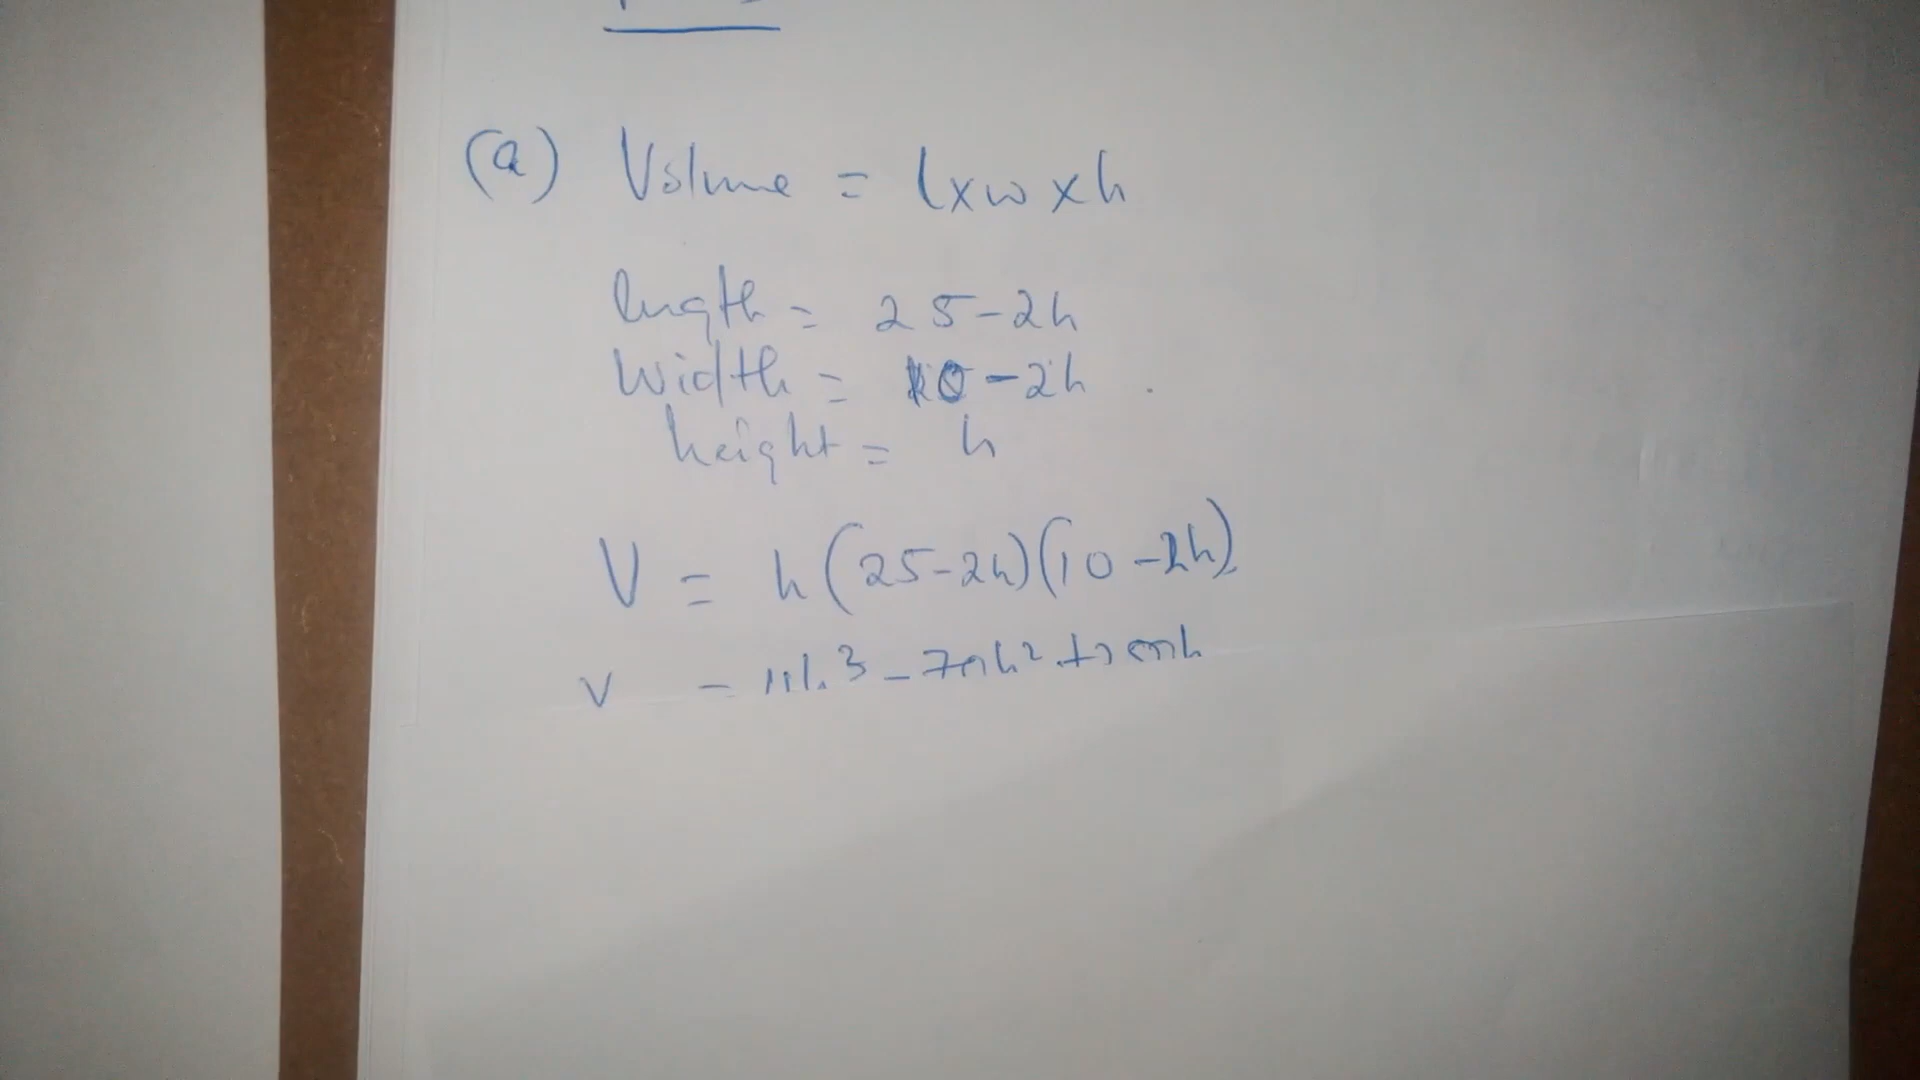 (a) Volume = l x w x h
length = 25-2h
Width = 10-2h
height = h
V = h(25-2h)(10-2h)
V =